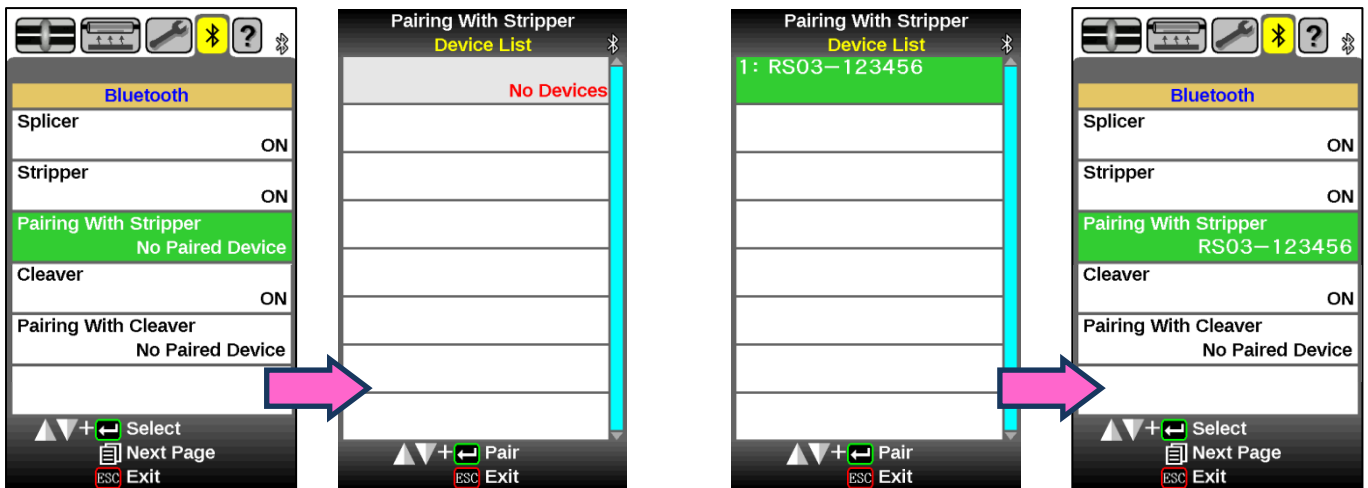 ?
Bluetooth
Splicer
ON
Stripper
ON
Pairing With Stripper
No Paired Device
Cleaver
ON
Pairing With Cleaver
No Paired Device
+ Select
Next Page
ESC Exit
Pairing With Stripper
Device List
No Devices
+ Pair
ESC Exit
Pairing With Stripper
Device List
1: RS03-123456
+ Pair
ESC Exit
?
Bluetooth
Splicer
ON
Stripper
ON
Pairing With Stripper
RS03-123456
Cleaver
ON
Pairing With Cleaver
No Paired Device
+ Select
Next Page
ESC Exit